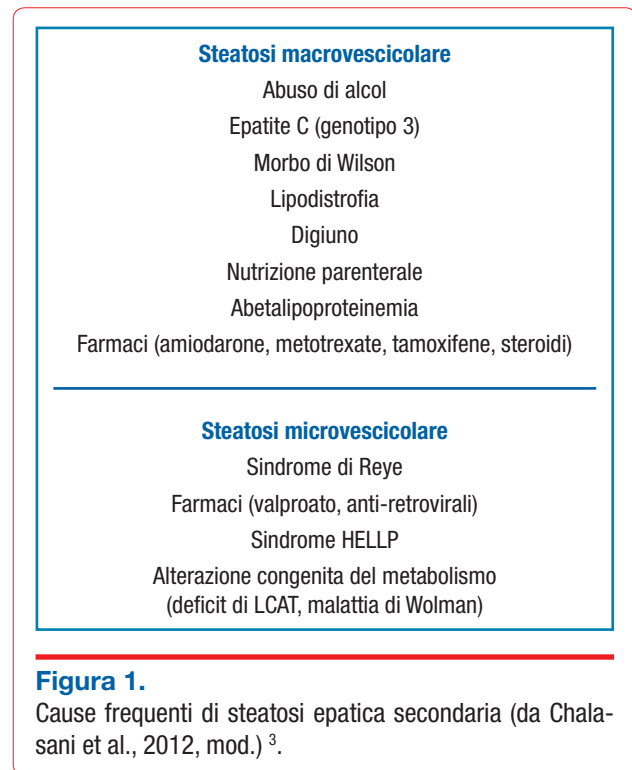 Steatosi macrovescicolare
Abuso di alcol
Epatite C (genotipo 3)
Morbo di Wilson
Lipodistrofia
Digiuno
Nutrizione parenterale
Abetalipoproteinemia
Farmaci (amiodarone, metotrexate, tamoxifene, steroidi)
Steatosi microvescicolare
Sindrome di Reye
Farmaci (valproato, anti-retrovirali)
Sindrome HELLP
Alterazione congenita del metabolismo
(deficit di LCAT, malattia di Wolman)
Figura 1.
Cause frequenti di steatosi epatica secondaria (da Chala-
sani et al., 2012, mod.) 3.